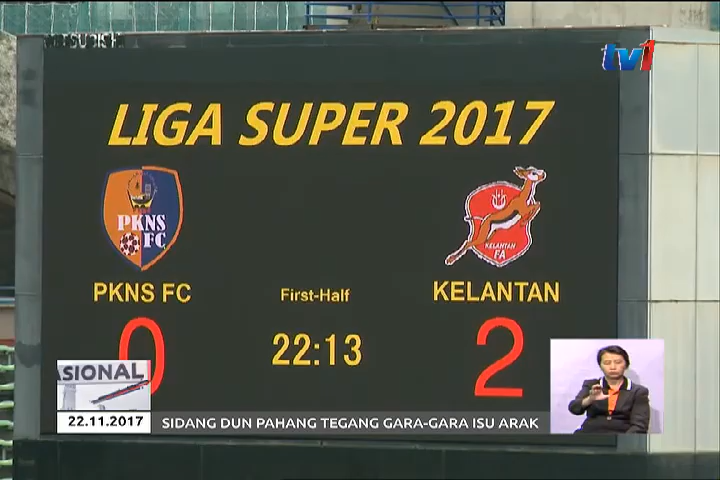 MITSUBISHI
tv1
LIGA SUPER 2017
PKNS
FC
KELANTAN
FA
PKNS FC
First-Half
KELANTAN
0
22:13
2
ASIONAL
22.11.2017
SIDANG DUN PAHANG TEGANG GARA-GARA ISU ARAK